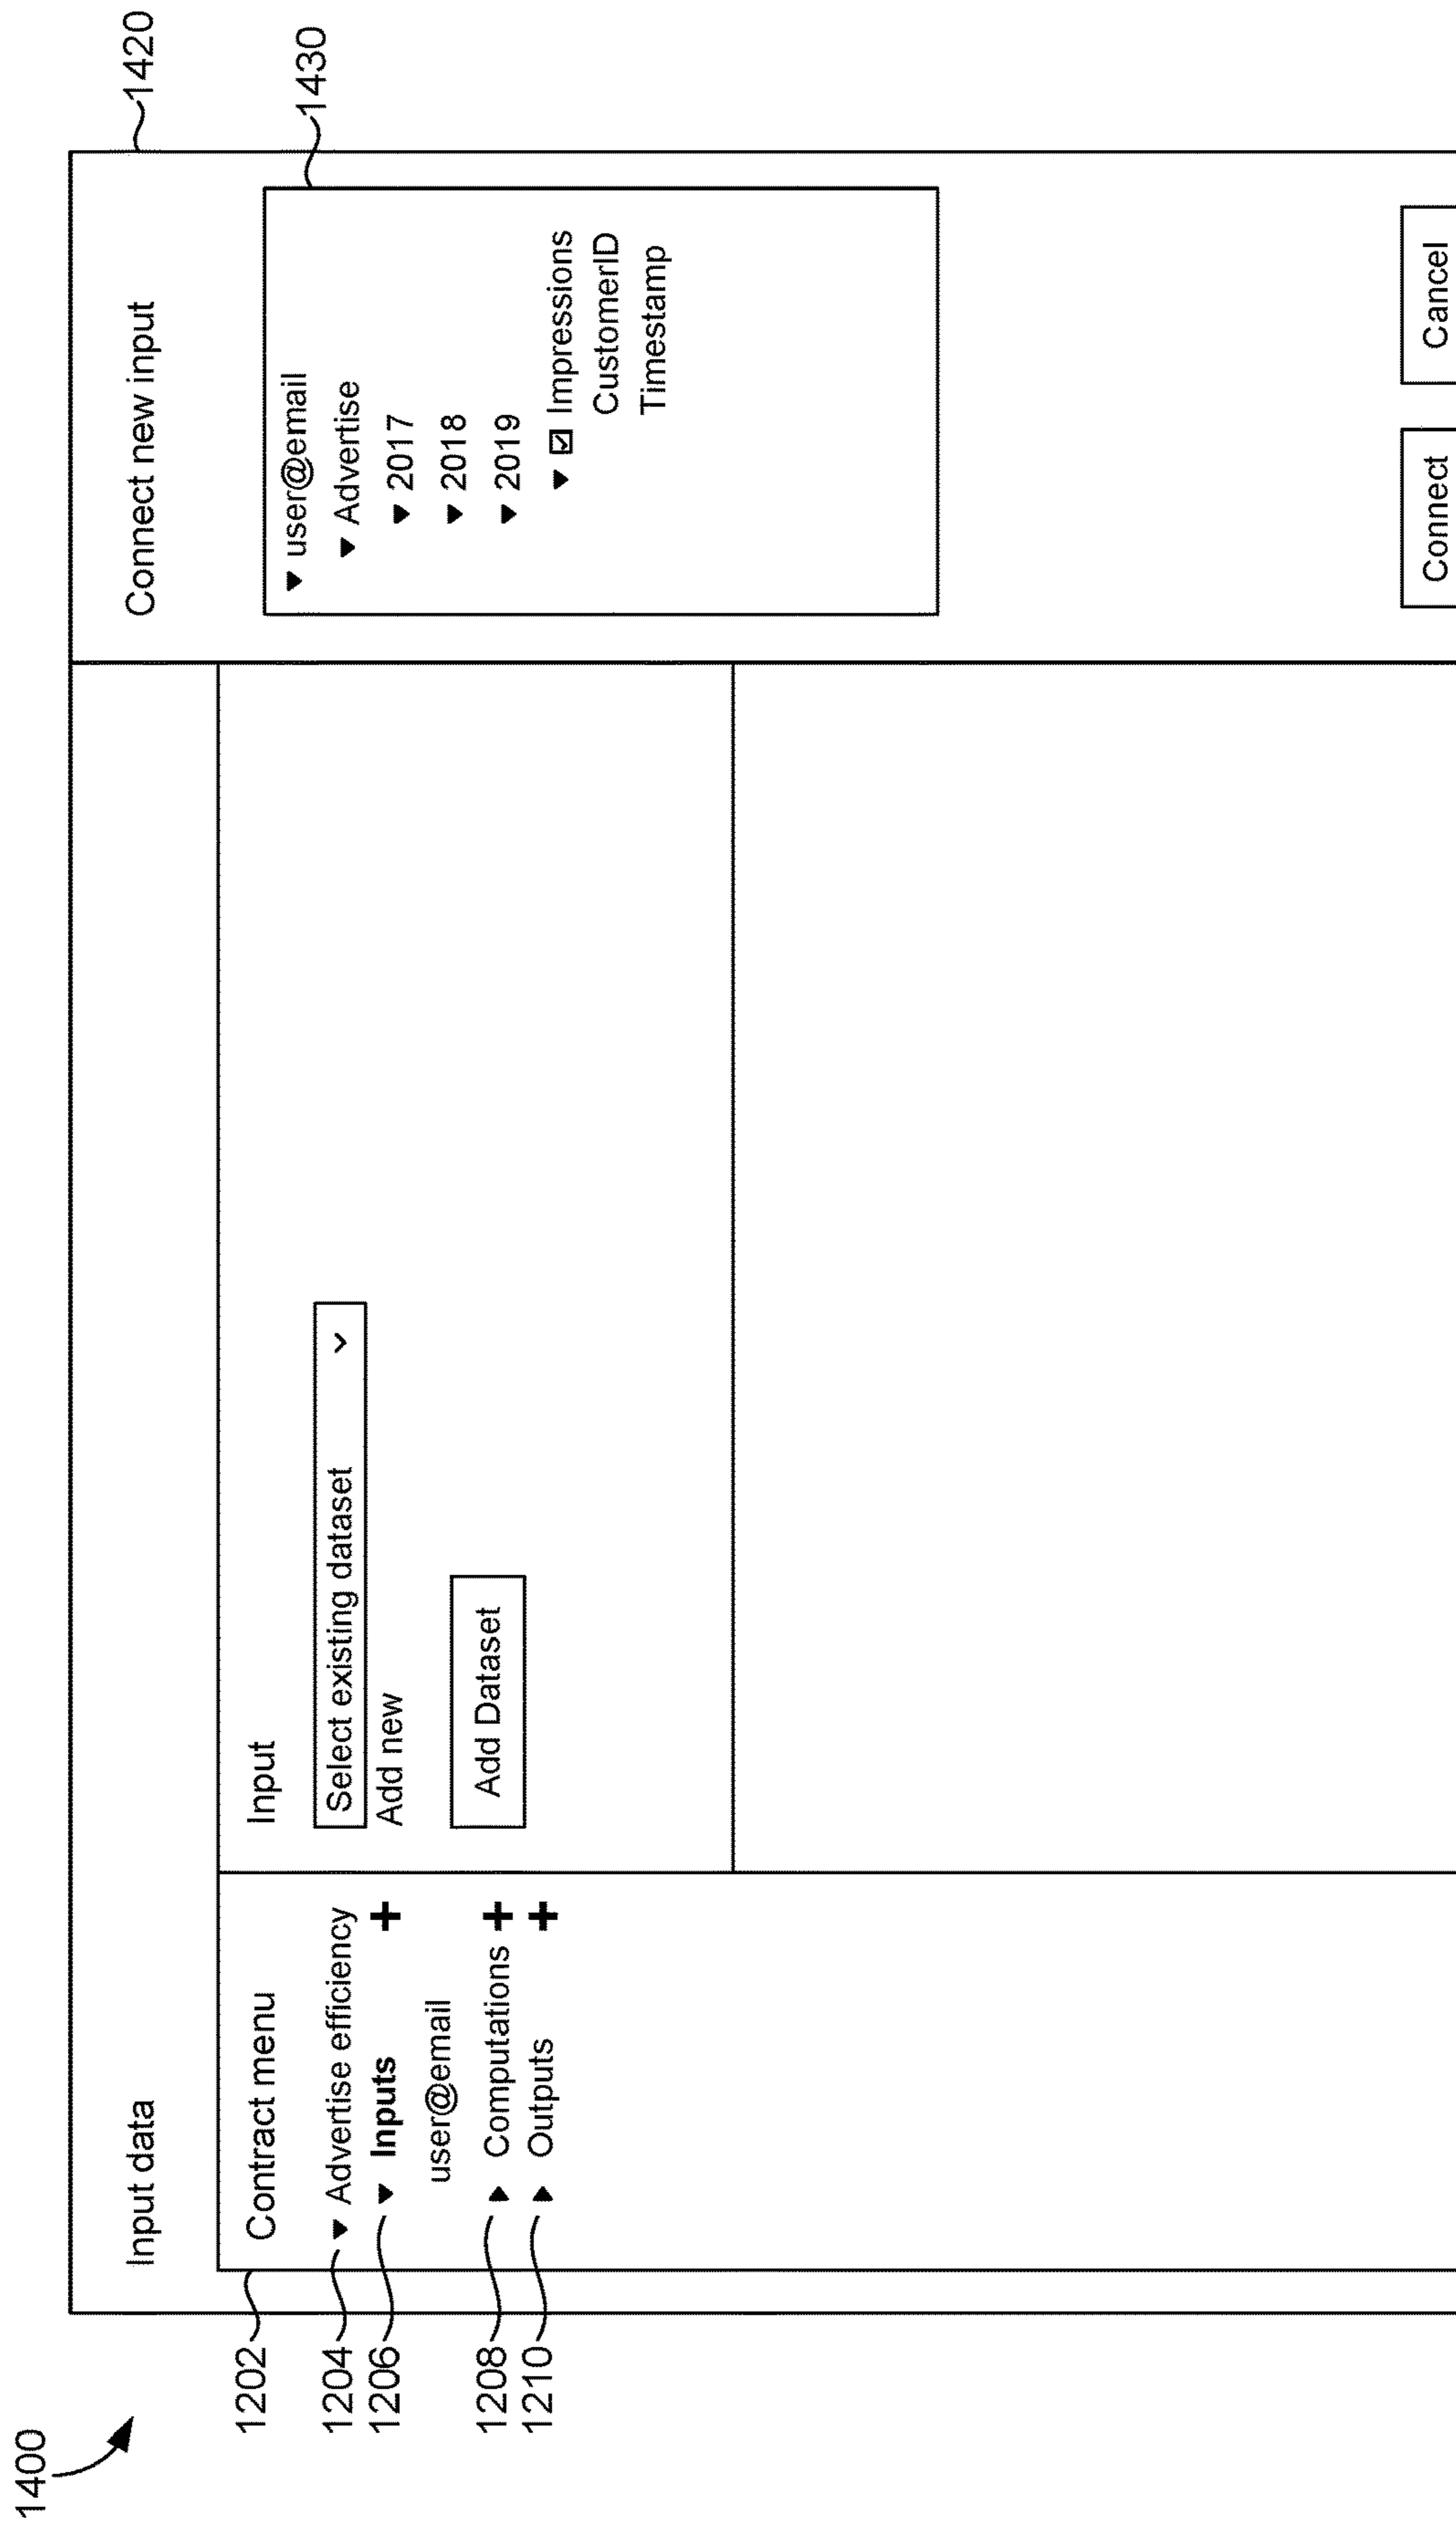 1400
Input data
Connect new input
1420
1202
Contract menu
1204
Advertise efficiency
1206
Inputs +
user@email
1208
Computations +
1210
Outputs +
Input
Select existing dataset
Add new
Add Dataset
1430
user@email
Advertise
2017
2018
2019
Impressions
CustomerID
Timestamp
Connect
Cancel